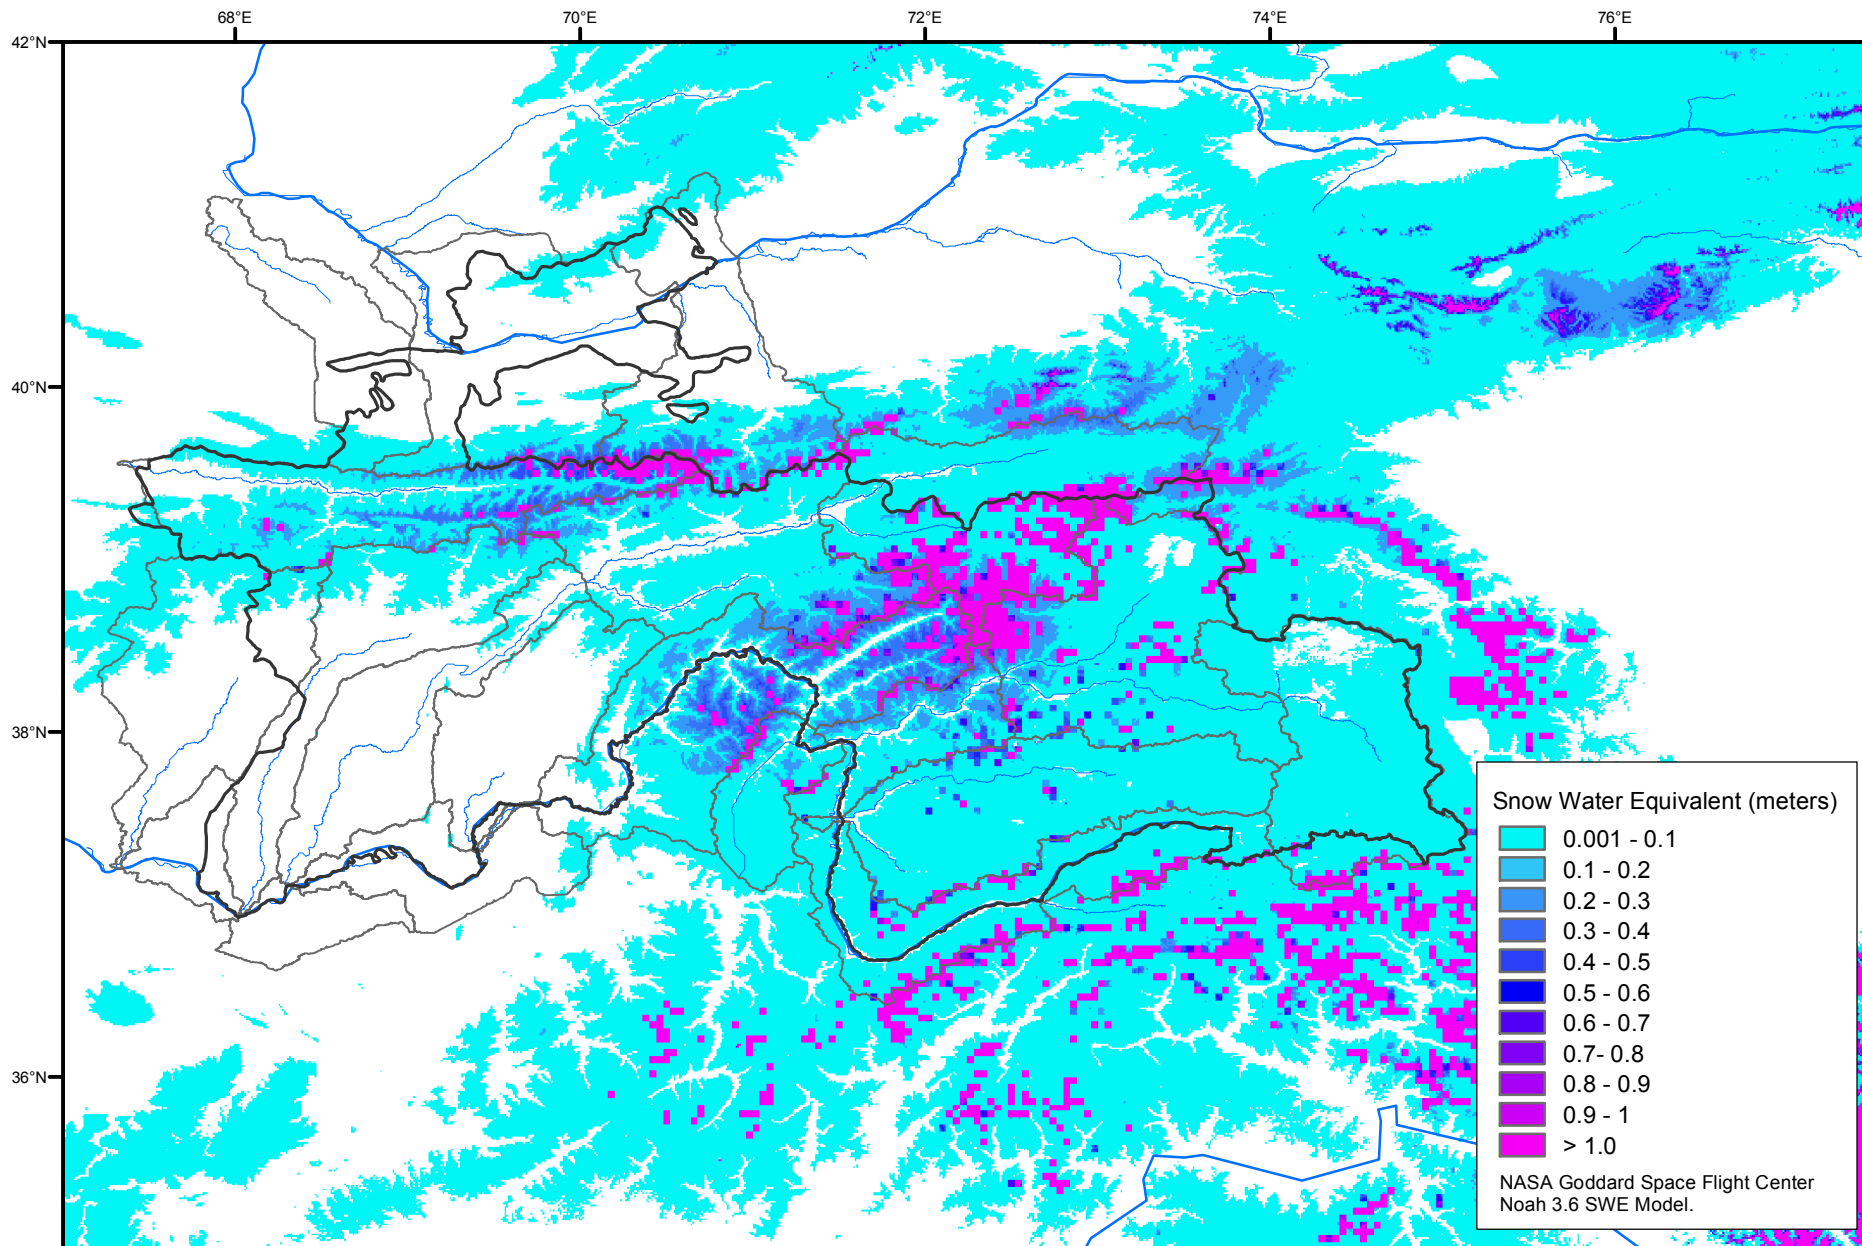 68°E
70°E
72°E
74°E
76°E
42°N
40°N
38°N
36°N
Snow Water Equivalent (meters)
0.001 - 0.1
0.1 - 0.2
0.2 - 0.3
0.3 - 0.4
0.4 - 0.5
0.5 - 0.6
0.6 - 0.7
0.7- 0.8
0.8 - 0.9
0.9 - 1
> 1.0
NASA Goddard Space Flight Center
Noah 3.6 SWE Model.